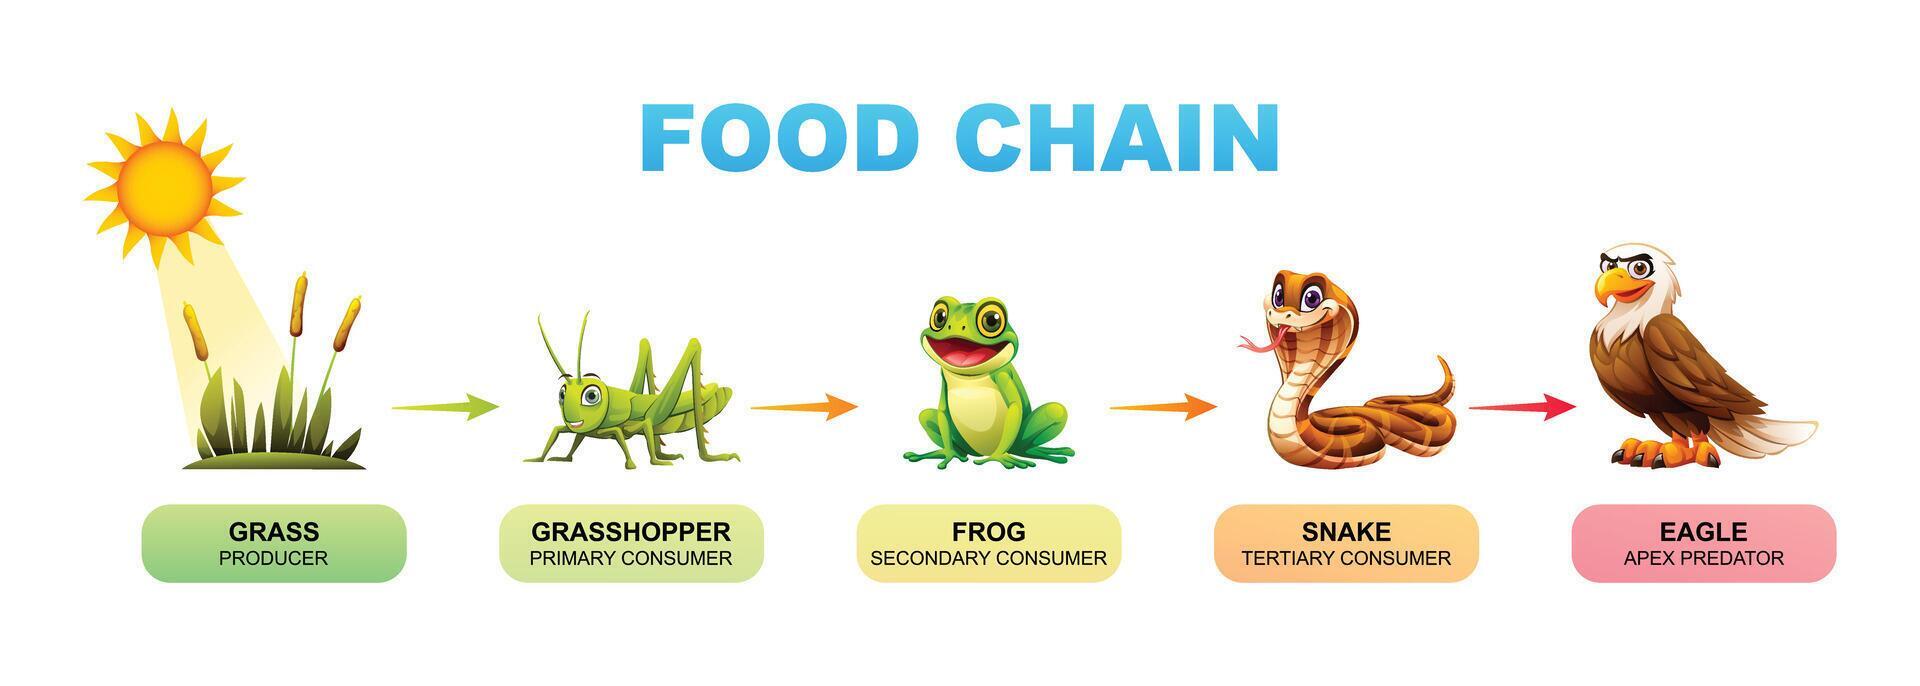 FOOD CHAIN
GRASS
PRODUCER
GRASSHOPPER
PRIMARY CONSUMER
FROG
SECONDARY CONSUMER
SNAKE
TERTIARY CONSUMER
EAGLE
APEX PREDATOR